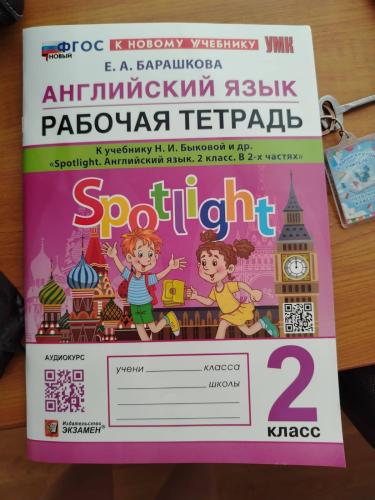 ФГОС
НОВЫЙ
К НОВОМУ УЧЕБНИКУ
УМК
Е. А. БАРАШКОВА
АНГЛИЙСКИЙ ЯЗЫК
РАБОЧАЯ ТЕТРАДЬ
К учебнику Н. И. Быковой и др.
«Spotlight. Английский язык. 2 класс. В 2-х частях»
Spotlight
АУДИОКУРС
учени класса
школы
2
класс
Издательство
ЭКЗАМЕН®